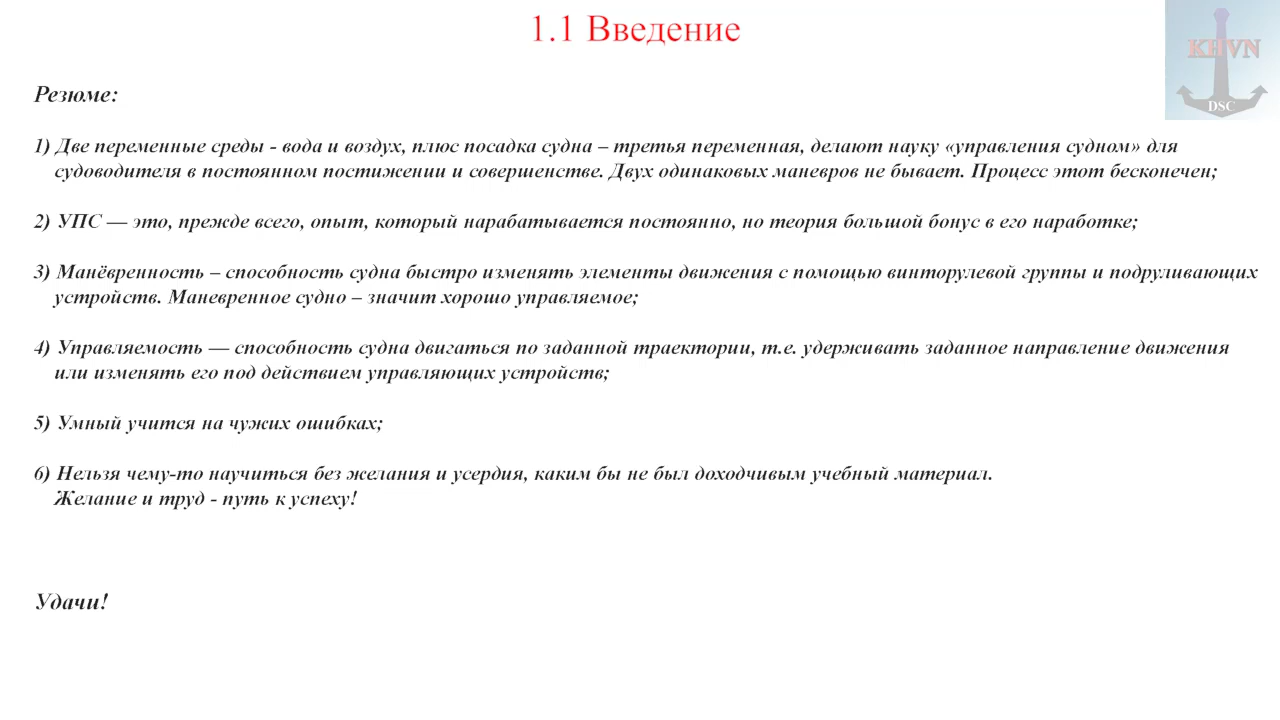 1.1 Введение
KHVN
DSC
Резюме:
1) Две переменные среды - вода и воздух, плюс посадка судна – третья переменная, делают науку «управления судном» для
судоводителя в постоянном постижении и совершенстве. Двух одинаковых маневров не бывает. Процесс этот бесконечен;
2) УПС — это, прежде всего, опыт, который нарабатывается постоянно, но теория большой бонус в его наработке;
3) Манёвренность – способность судна быстро изменять элементы движения с помощью винторулевой группы и подруливающих
устройств. Маневренное судно – значит хорошо управляемое;
4) Управляемость — способность судна двигаться по заданной траектории, т.е. удерживать заданное направление движения
или изменять его под действием управляющих устройств;
5) Умный учится на чужих ошибках;
6) Нельзя чему-то научиться без желания и усердия, каким бы не был доходчивым учебный материал.
Желание и труд - путь к успеху!
Удачи!